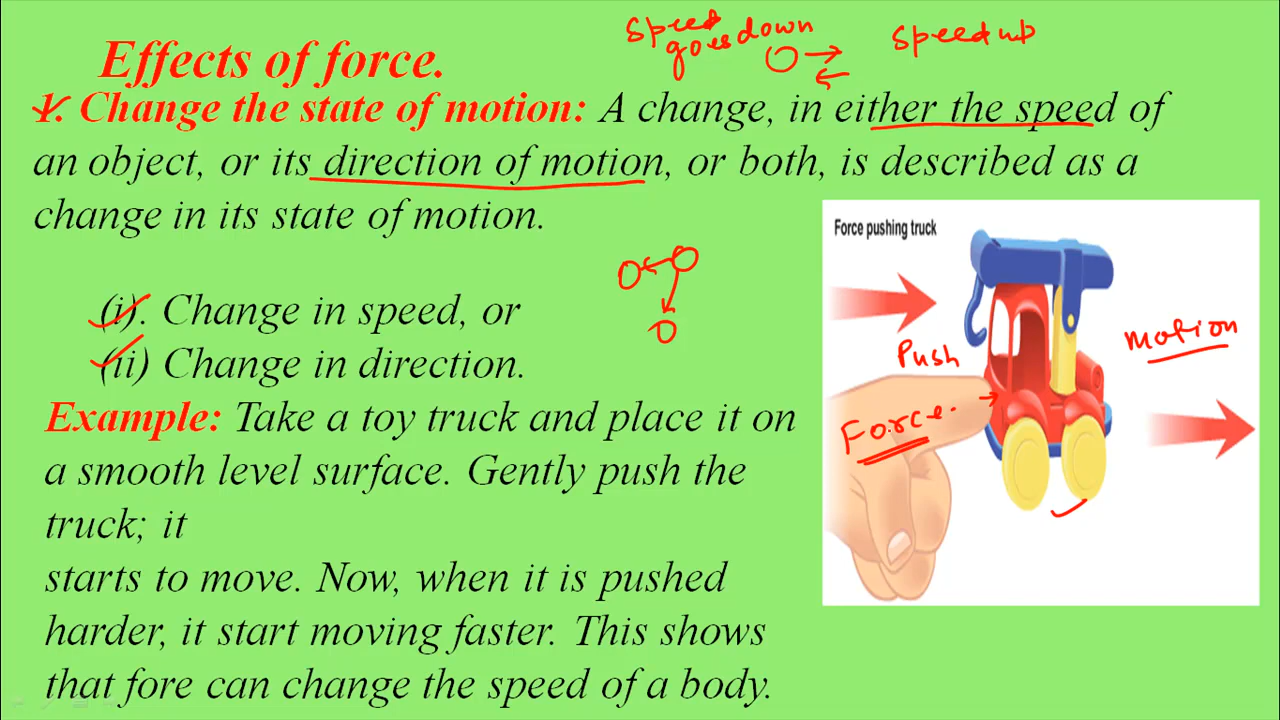 Effects of force.
speed
goes down
speed up
1. Change the state of motion: A change, in either the speed of
an object, or its direction of motion, or both, is described as a
change in its state of motion.
(i). Change in speed, or
(ii) Change in direction.
Example: Take a toy truck and place it on
a smooth level surface. Gently push the
truck; it
starts to move. Now, when it is pushed
harder, it start moving faster. This shows
that fore can change the speed of a body.
Force pushing truck
Push
Force.
motion